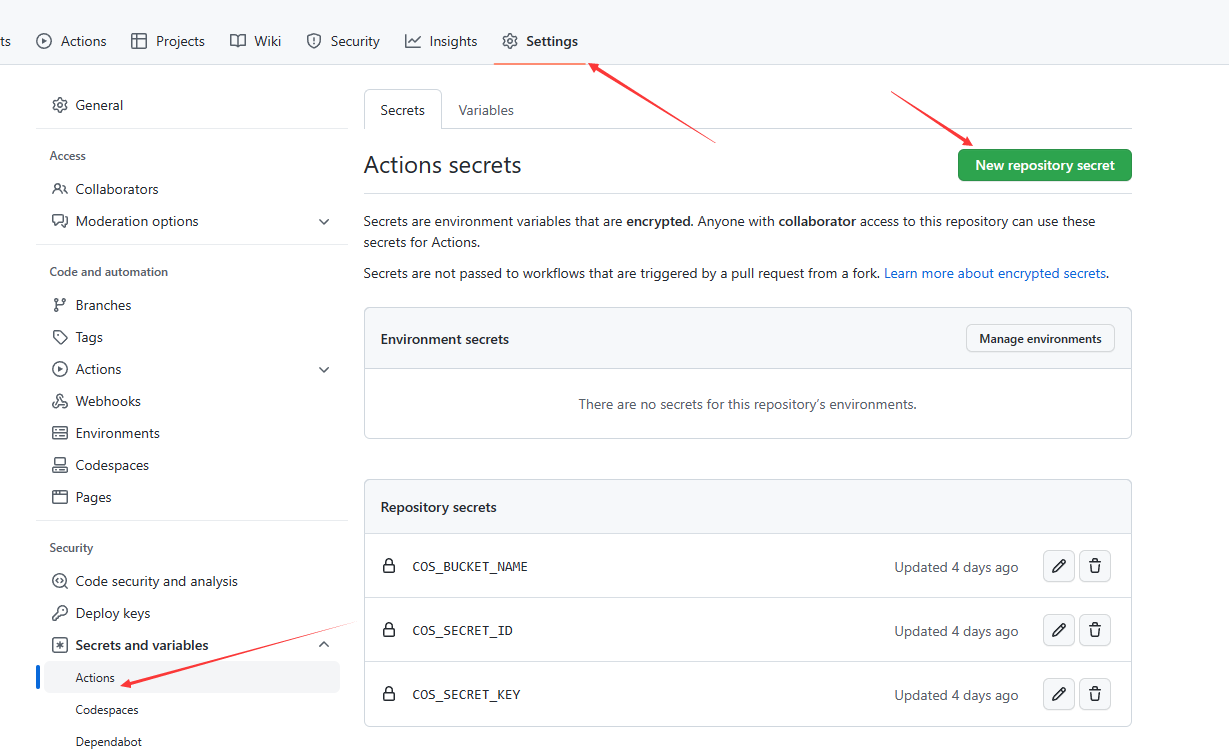 ts Actions Projects Wiki Security Insights Settings
General
Access
Collaborators
Moderation options
Code and automation
Branches
Tags
Actions
Webhooks
Environments
Codespaces
Pages
Security
Code security and analysis
Deploy keys
Secrets and variables
Actions
Codespaces
Dependabot
Secrets Variables
Actions secrets
New repository secret
Secrets are environment variables that are encrypted. Anyone with collaborator access to this repository can use these
secrets for Actions.
Secrets are not passed to workflows that are triggered by a pull request from a fork. Learn more about encrypted secrets.
Environment secrets
Manage environments
There are no secrets for this repository’s environments.
Repository secrets
COS_BUCKET_NAME Updated 4 days ago
COS_SECRET_ID Updated 4 days ago
COS_SECRET_KEY Updated 4 days ago